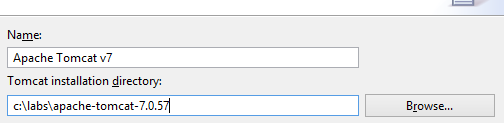 Name:
Apache Tomcat v7
Tomcat installation directory:
c:\labs\apache-tomcat-7.0.57
Browse...